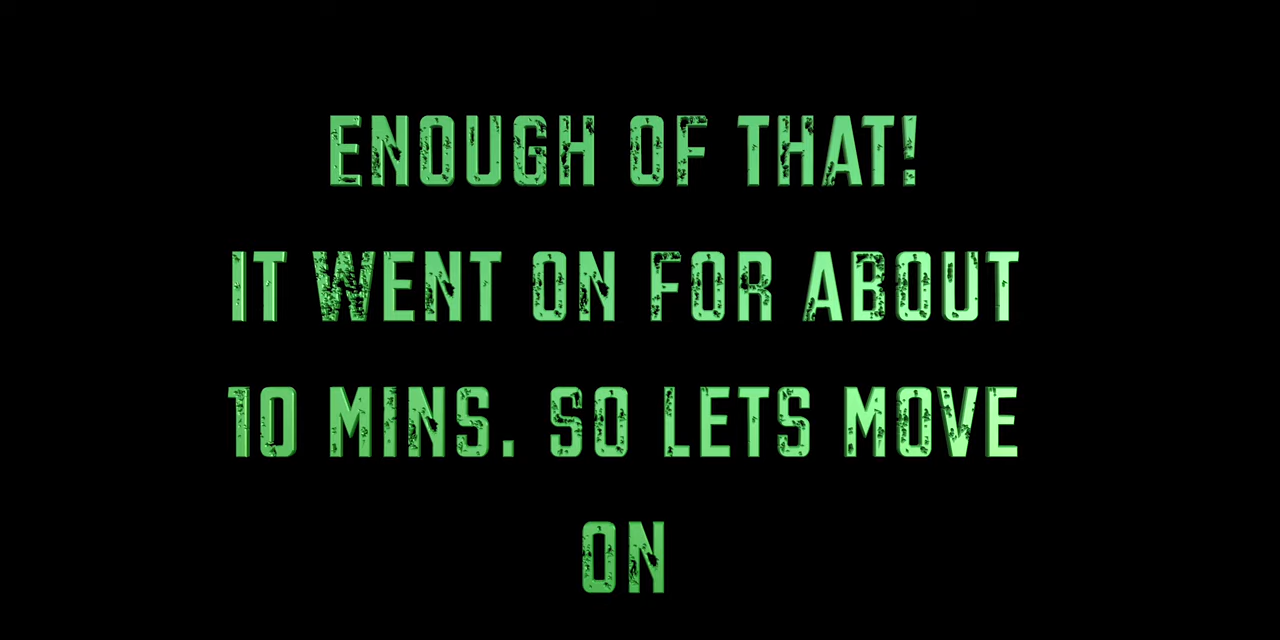 ENOUGH OF THAT!
IT WENT ON FOR ABOUT
10 MINS. SO LETS MOVE
ON